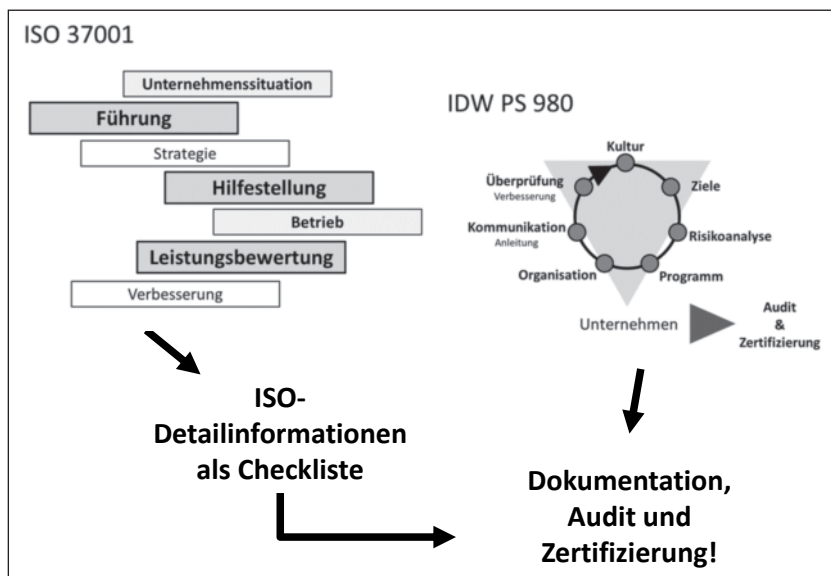 ISO 37001
Unternehmenssituation
Führung
Strategie
Hilfestellung
Betrieb
Leistungsbewertung
Verbesserung
IDW PS 980
Kultur
Überprüfung
Verbesserung
Ziele
Kommunikation
Anleitung
Risikoanalyse
Organisation
Programm
Unternehmen
Audit
&
Zertifizierung
ISO-
Detailinformationen
als Checkliste
Dokumentation,
Audit und
Zertifizierung!